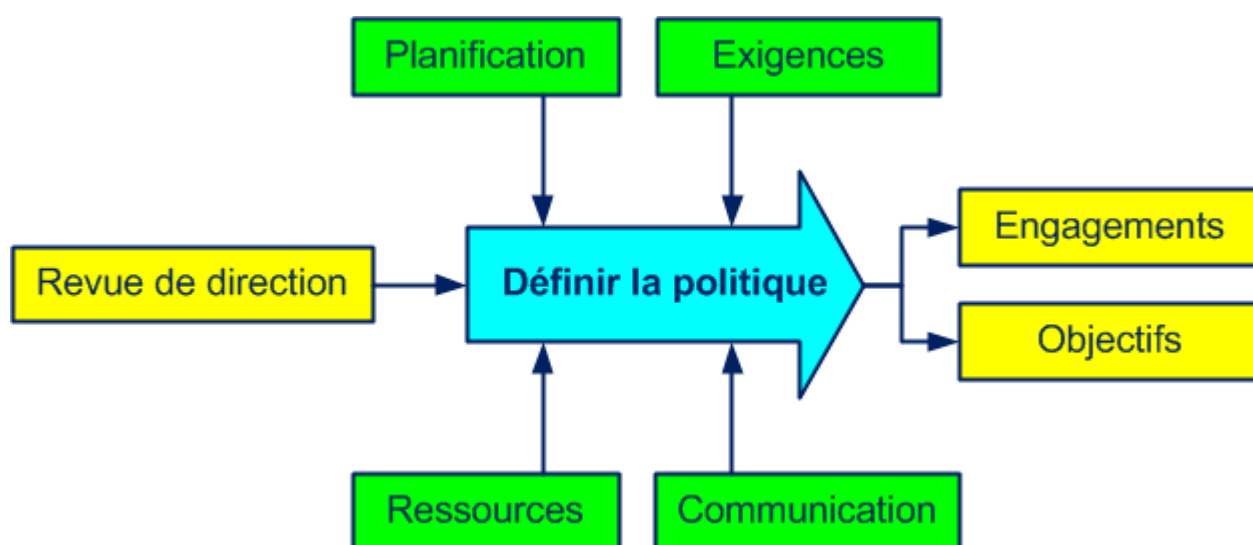 Planification
Exigences
Revue de direction
Définir la politique
Engagements
Objectifs
Ressources
Communication